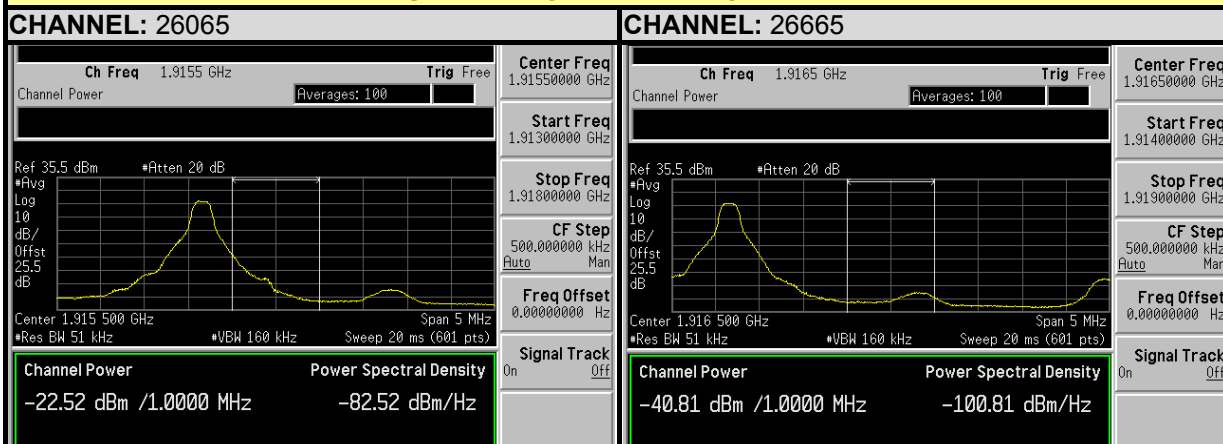 CHANNEL: 26065
Ch Freq 1.9155 GHz Trig Free
Channel Power Averages: 100
Ref 35.5 dBm #Atten 20 dB
#Avg
Log
10
dB/
Offst
25.5
dB
Center 1.915 500 GHz Span 5 MHz
#Res BW 51 kHz #VBW 160 kHz Sweep 20 ms (601 pts)
Channel Power Power Spectral Density
-22.52 dBm /1.0000 MHz -82.52 dBm/Hz
Center Freq
1.91550000 GHz
Start Freq
1.91300000 GHz
Stop Freq
1.91800000 GHz
CF Step
500.000000 kHz
Auto Man
Freq Offset
0.00000000 Hz
Signal Track
On Off
CHANNEL: 26665
Ch Freq 1.9165 GHz Trig Free
Channel Power Averages: 100
Ref 35.5 dBm #Atten 20 dB
#Avg
Log
10
dB/
Offst
25.5
dB
Center 1.916 500 GHz Span 5 MHz
#Res BW 51 kHz #VBW 160 kHz Sweep 20 ms (601 pts)
Channel Power Power Spectral Density
-40.81 dBm /1.0000 MHz -100.81 dBm/Hz
Center Freq
1.91650000 GHz
Start Freq
1.91400000 GHz
Stop Freq
1.91900000 GHz
CF Step
500.000000 kHz
Auto Man
Freq Offset
0.00000000 Hz
Signal Track
On Off